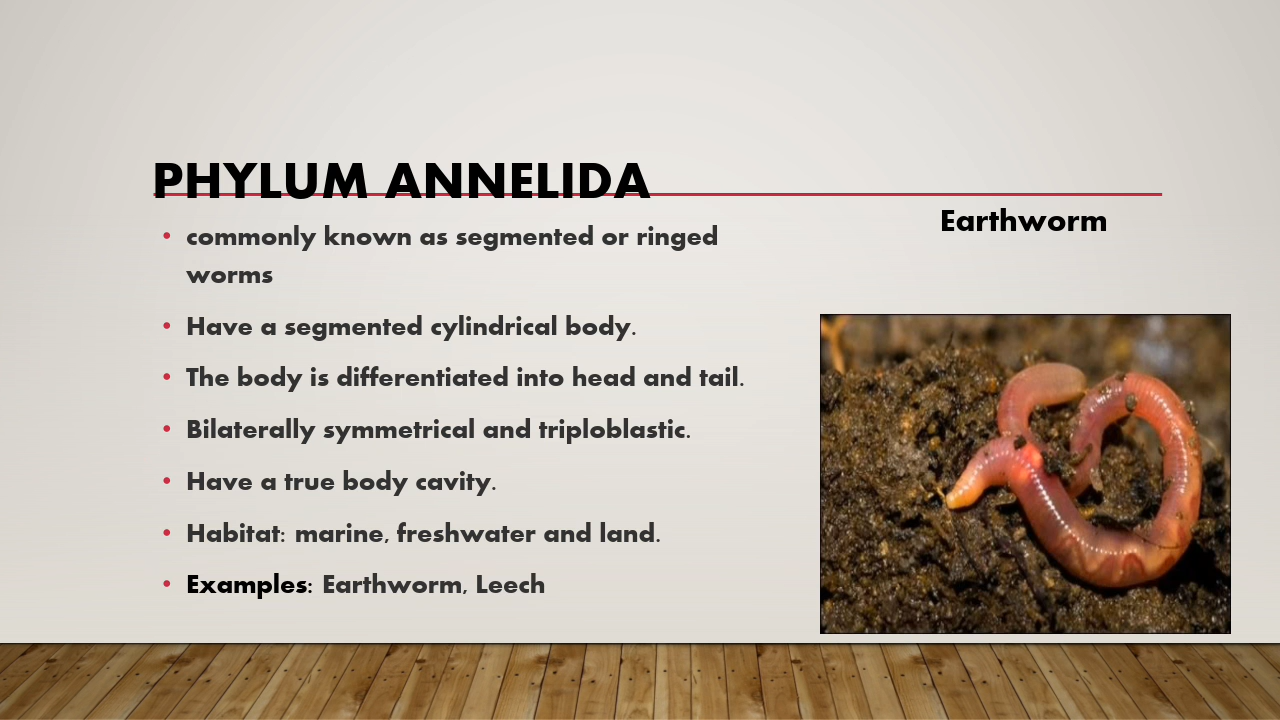 PHYLUM ANNELIDA
• commonly known as segmented or ringed
worms
• Have a segmented cylindrical body.
• The body is differentiated into head and tail.
• Bilaterally symmetrical and triploblastic.
• Have a true body cavity.
• Habitat: marine, freshwater and land.
• Examples: Earthworm, Leech
Earthworm